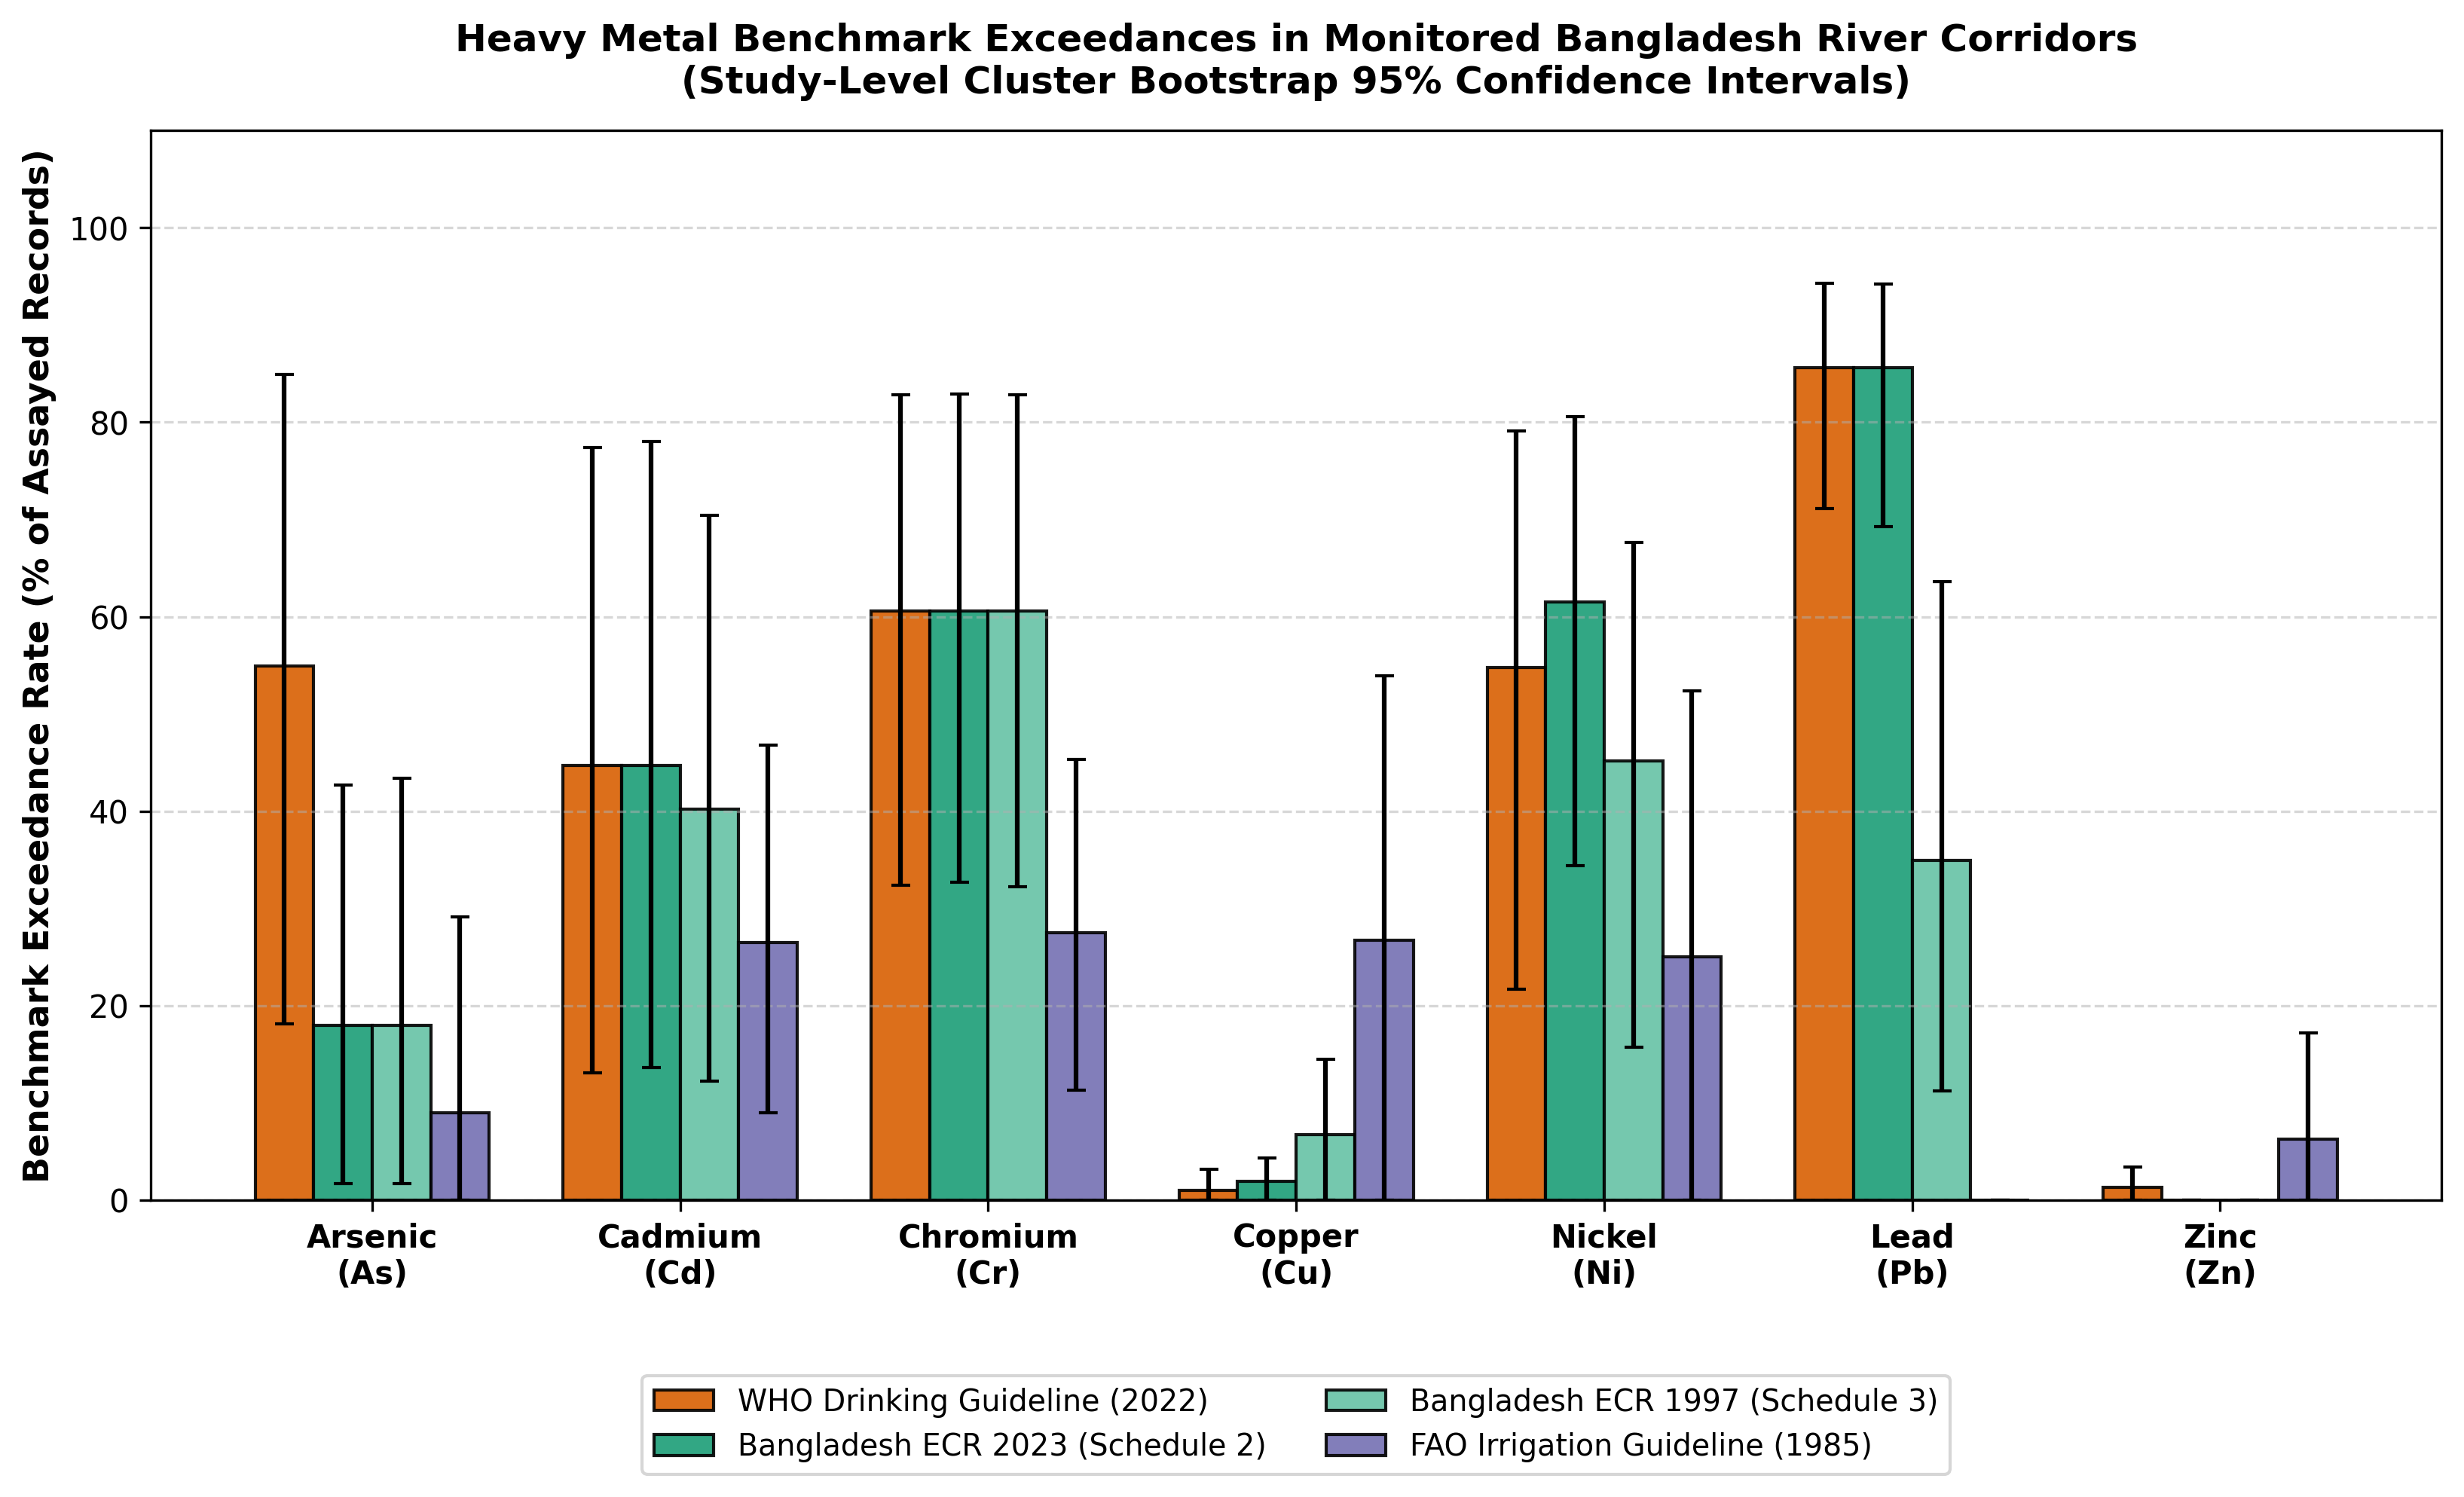 Heavy Metal Benchmark Exceedances in Monitored Bangladesh River Corridors
(Study-Level Cluster Bootstrap 95% Confidence Intervals)
Benchmark Exceedance Rate (% of Assayed Records)
100
80
60
40
20
0
Arsenic
(As)
Cadmium
(Cd)
Chromium
(Cr)
Copper
(Cu)
Nickel
(Ni)
Lead
(Pb)
Zinc
(Zn)
WHO Drinking Guideline (2022)
Bangladesh ECR 2023 (Schedule 2)
Bangladesh ECR 1997 (Schedule 3)
FAO Irrigation Guideline (1985)